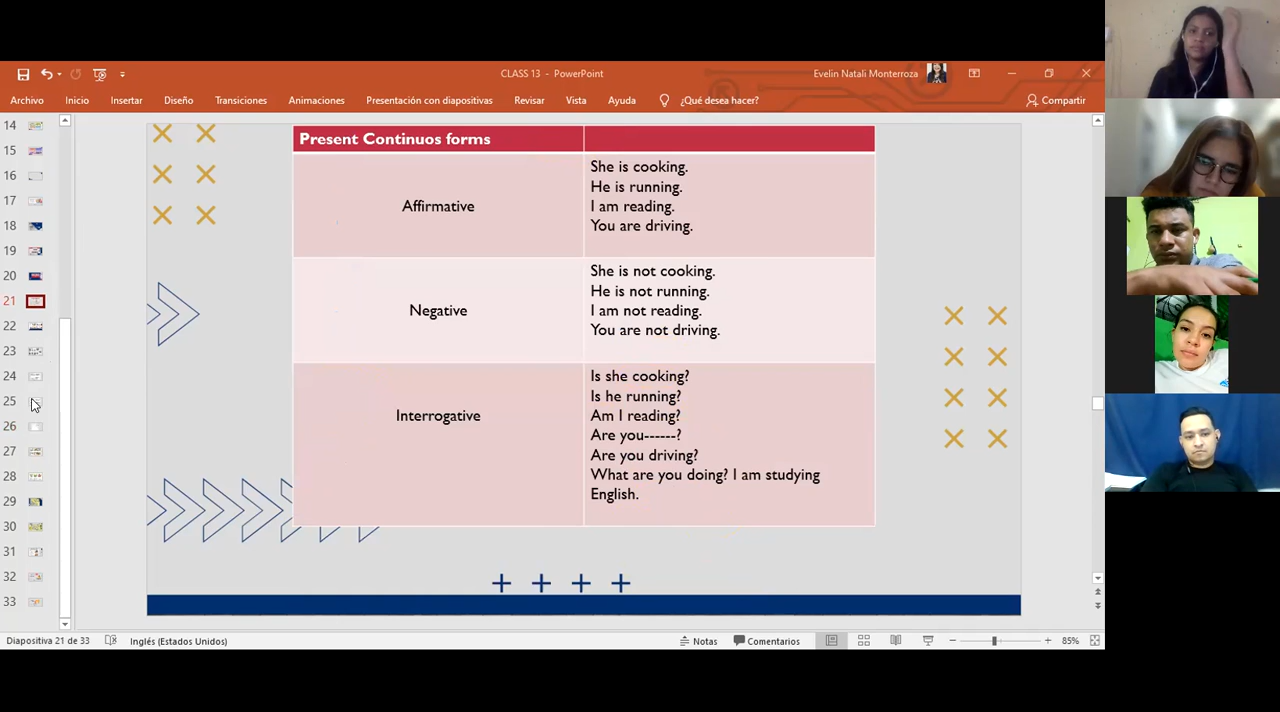 CLASS 13 - PowerPoint
Evelin Natali Monterroza
Archivo Inicio Insertar Diseño Transiciones Animaciones Presentación con diapositivas Revisar Vista Ayuda ¿Qué desea hacer? Compartir
14
15
16
17
18
19
20
21
22
23
24
25
26
27
28
29
30
31
32
33
Present Continuos forms
Affirmative
She is cooking.
He is running.
I am reading.
You are driving.
Negative
She is not cooking.
He is not running.
I am not reading.
You are not driving.
Interrogative
Is she cooking?
Is he running?
Am I reading?
Are you------?
Are you driving?
What are you doing? I am studying
English.
Diapositiva 21 de 33 Inglés (Estados Unidos) Notas Comentarios 85%